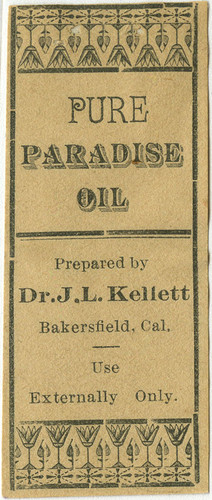 PURE
PARADISE
OIL
Prepared by
Dr. J. L. Kellett
Bakersfield, Cal.
Use
Externally Only.